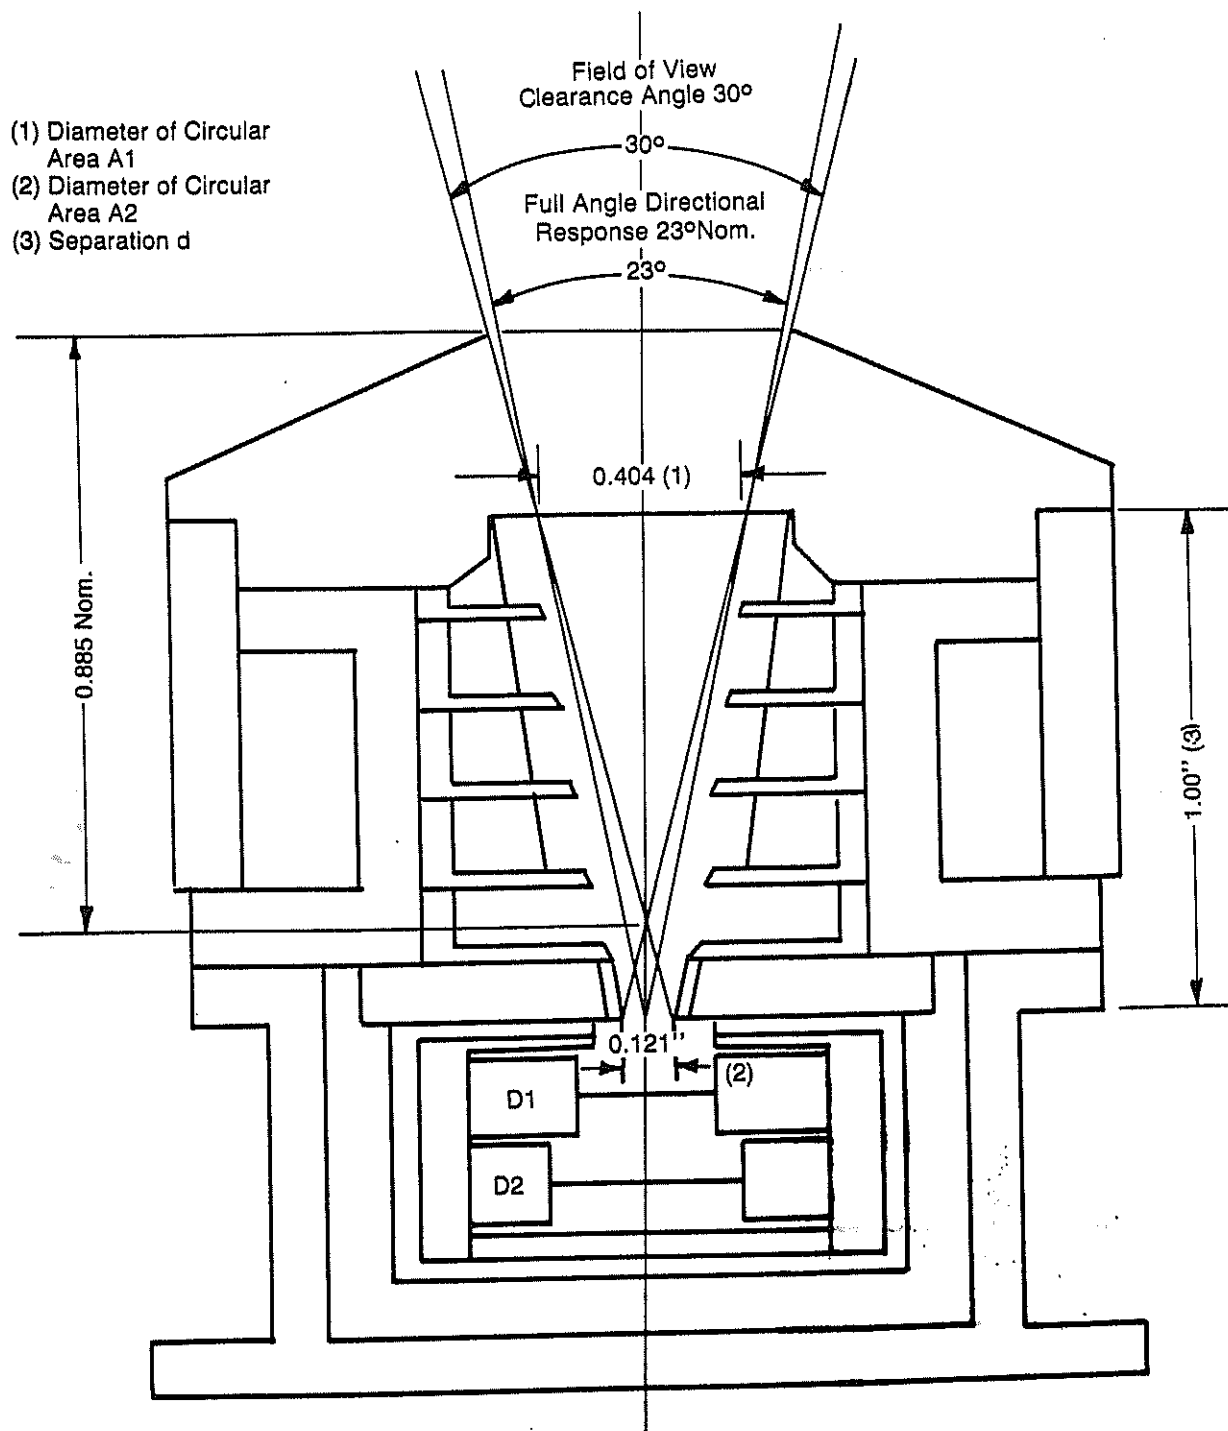 Field of View
Clearance Angle 30°
(1) Diameter of Circular
Area A1
(2) Diameter of Circular
Area A2
(3) Separation d
30°
Full Angle Directional
Response 23°Nom.
23°
0.404 (1)
0.885 Nom.
1.00" (3)
0.121"
(2)
D1
D2